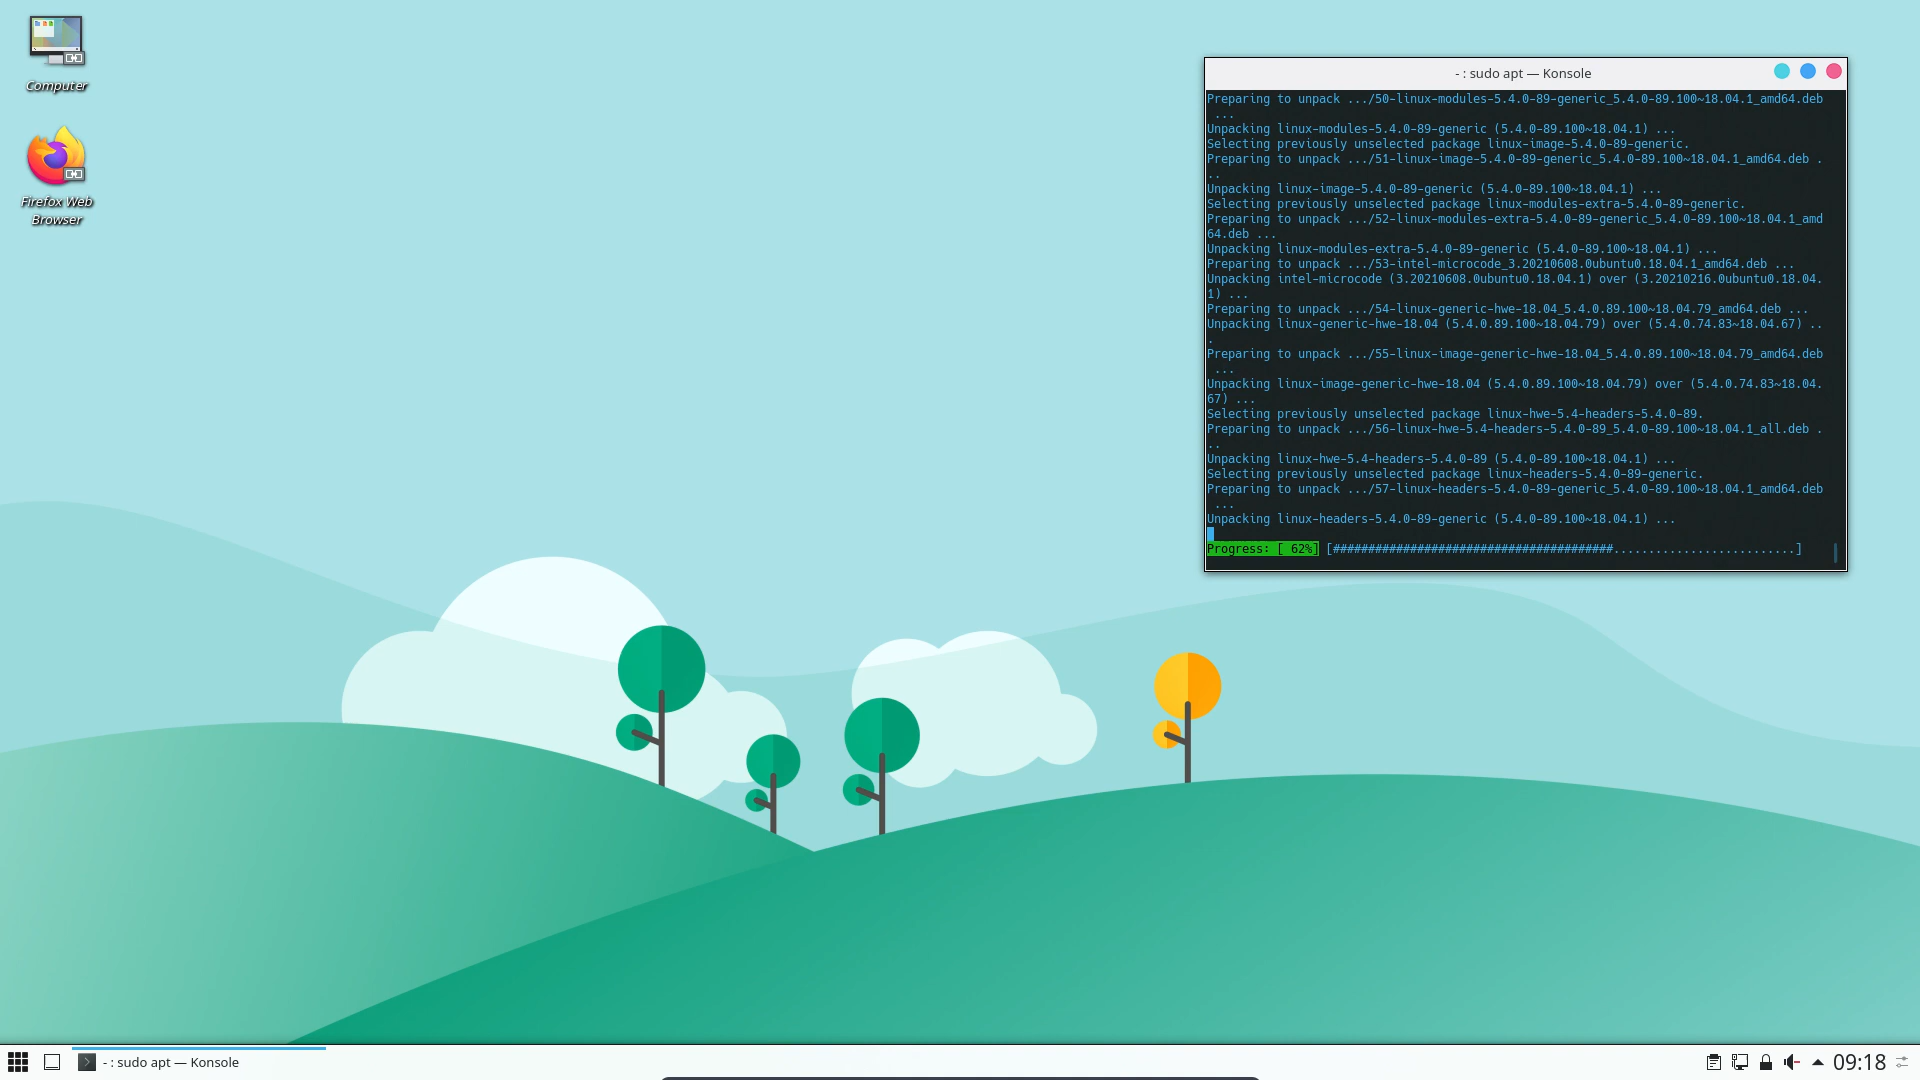 Computer
Firefox Web
Browser
- : sudo apt — Konsole
Preparing to unpack .../50-linux-modules-5.4.0-89-generic_5.4.0-89.100~18.04.1_amd64.deb
 ...
Unpacking linux-modules-5.4.0-89-generic (5.4.0-89.100~18.04.1) ...
Selecting previously unselected package linux-image-5.4.0-89-generic.
Preparing to unpack .../51-linux-image-5.4.0-89-generic_5.4.0-89.100~18.04.1_amd64.deb .
..
Unpacking linux-image-5.4.0-89-generic (5.4.0-89.100~18.04.1) ...
Selecting previously unselected package linux-modules-extra-5.4.0-89-generic.
Preparing to unpack .../52-linux-modules-extra-5.4.0-89-generic_5.4.0-89.100~18.04.1_amd
64.deb ...
Unpacking linux-modules-extra-5.4.0-89-generic (5.4.0-89.100~18.04.1) ...
Preparing to unpack .../53-intel-microcode_3.20210608.0ubuntu0.18.04.1_amd64.deb ...
Unpacking intel-microcode (3.20210608.0ubuntu0.18.04.1) over (3.20210216.0ubuntu0.18.04.
1) ...
Preparing to unpack .../54-linux-generic-hwe-18.04_5.4.0.89.100~18.04.79_amd64.deb ...
Unpacking linux-generic-hwe-18.04 (5.4.0.89.100~18.04.79) over (5.4.0.74.83~18.04.67) ..
.
Preparing to unpack .../55-linux-image-generic-hwe-18.04_5.4.0.89.100~18.04.79_amd64.deb
 ...
Unpacking linux-image-generic-hwe-18.04 (5.4.0.89.100~18.04.79) over (5.4.0.74.83~18.04.
67) ...
Selecting previously unselected package linux-hwe-5.4-headers-5.4.0-89.
Preparing to unpack .../56-linux-hwe-5.4-headers-5.4.0-89_5.4.0-89.100~18.04.1_all.deb .
..
Unpacking linux-hwe-5.4-headers-5.4.0-89 (5.4.0-89.100~18.04.1) ...
Selecting previously unselected package linux-headers-5.4.0-89-generic.
Preparing to unpack .../57-linux-headers-5.4.0-89-generic_5.4.0-89.100~18.04.1_amd64.deb
 ...
Unpacking linux-headers-5.4.0-89-generic (5.4.0-89.100~18.04.1) ...
Progress: [ 62%] [########################################..........................]
- : sudo apt — Konsole
09:18